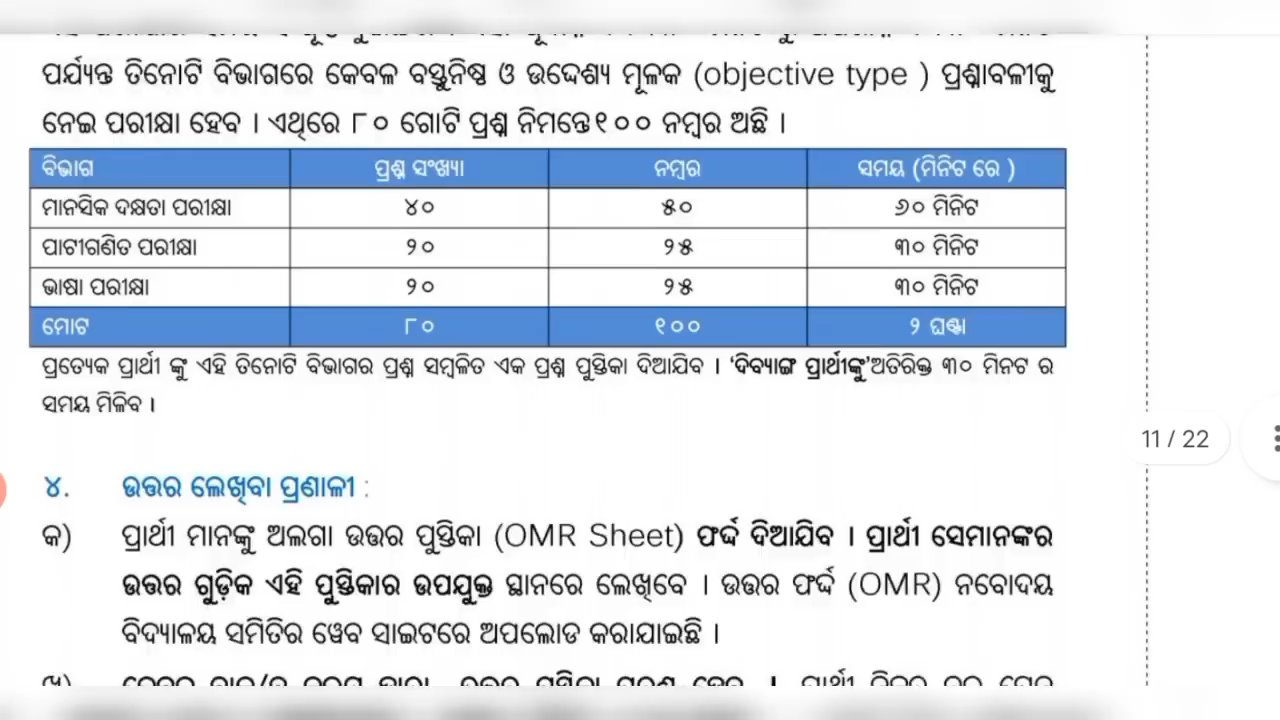 ପର୍ଯ୍ୟନ୍ତ ତିନୋଟି ବିଭାଗରେ କେବଳ ବସ୍ତୁନିଷ୍ଠ ଓ ଉଦ୍ଦେଶ୍ୟ ମୂଳକ (objective type ) ପ୍ରଶ୍ନାବଳୀକୁ
ନେଇ ପରୀକ୍ଷା ହେବ । ଏଥିରେ ୮୦ ଗୋଟି ପ୍ରଶ୍ନ ନିମନ୍ତେ୧୦୦ ନମ୍ବର ଅଛି ।
ବିଭାଗ ପ୍ରଶ୍ନ ସଂଖ୍ୟା ନମ୍ବର ସମୟ (ମିନିଟ ରେ )
ମାନସିକ ଦକ୍ଷତା ପରୀକ୍ଷା ୪୦ ୫୦ ୬୦ ମିନିଟ
ପାଟୀଗଣିତ ପରୀକ୍ଷା ୨୦ ୨୫ ୩୦ ମିନିଟ
ଭାଷା ପରୀକ୍ଷା ୨୦ ୨୫ ୩୦ ମିନିଟ
ମୋଟ ୮୦ ୧୦୦ ୨ ଘଣ୍ଟା
ପ୍ରତ୍ୟେକ ପ୍ରାର୍ଥୀ ଙ୍କୁ ଏହି ତିନୋଟି ବିଭାଗର ପ୍ରଶ୍ନ ସମ୍ବଳିତ ଏକ ପ୍ରଶ୍ନ ପୁସ୍ତିକା ଦିଆଯିବ । ‘ଦିବ୍ୟାଙ୍ଗ ପ୍ରାର୍ଥୀଙ୍କୁ’ଅତିରିକ୍ତ ୩୦ ମିନଟ ର
ସମୟ ମିଳିବ ।
11 / 22
୪. ଉତ୍ତର ଲେଖିବା ପ୍ରଣାଳୀ :
କ) ପ୍ରାର୍ଥୀ ମାନଙ୍କୁ ଅଲଗା ଉତ୍ତର ପୁସ୍ତିକା (OMR Sheet) ଫର୍ଦ୍ଦ ଦିଆଯିବ । ପ୍ରାର୍ଥୀ ସେମାନଙ୍କର
ଉତ୍ତର ଗୁଡ଼ିକ ଏହି ପୁସ୍ତିକାର ଉପଯୁକ୍ତ ସ୍ଥାନରେ ଲେଖିବେ । ଉତ୍ତର ଫର୍ଦ୍ଦ (OMR) ନବୋଦୟ
ବିଦ୍ୟାଳୟ ସମିତିର ୱେବ ସାଇଟରେ ଅପଲୋଡ କରାଯାଇଛି ।